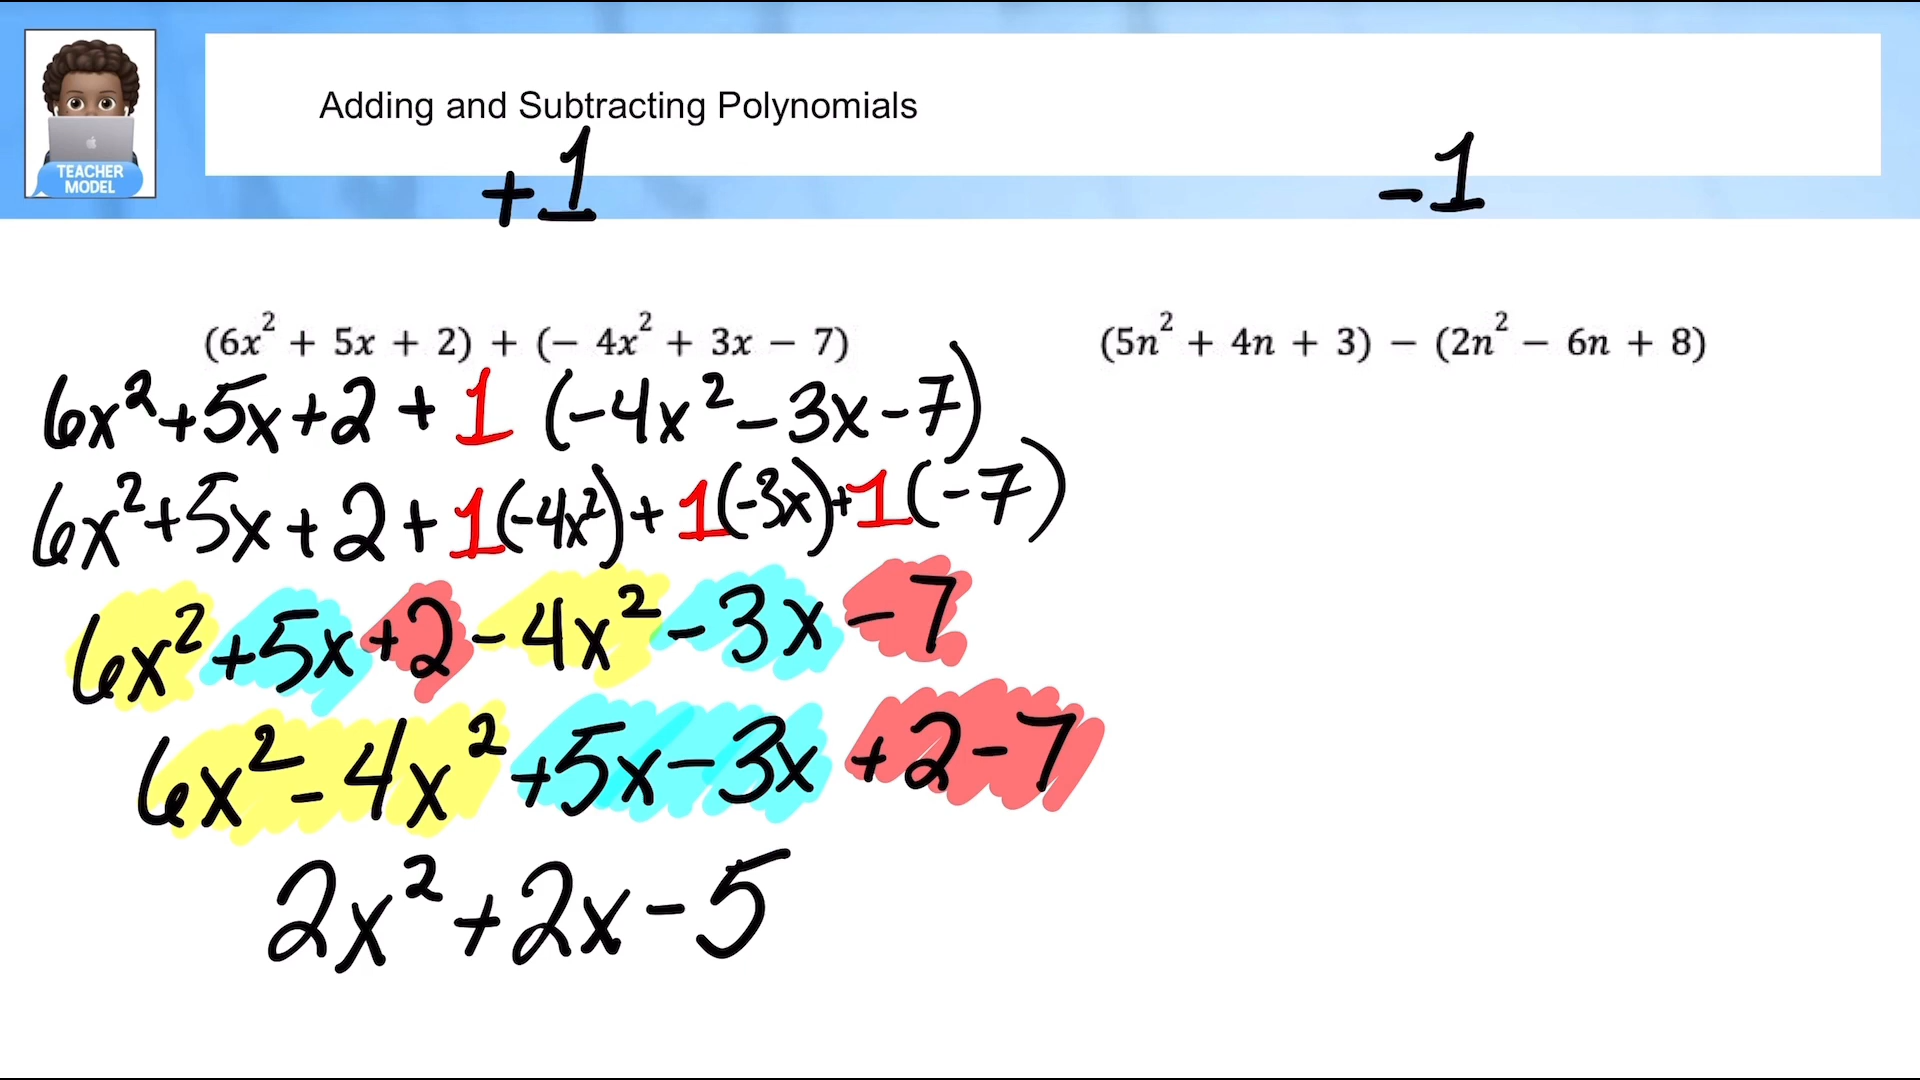 TEACHER
MODEL
Adding and Subtracting Polynomials
+1
-1
(6x² + 5x + 2) + (− 4x² + 3x − 7)
6x²+5x+2+1(-4x²-3x-7)
6x²+5x+2+1(-4x²)+1(-3x)+1(-7)
6x²+5x+2-4x²-3x-7
6x²-4x²+5x-3x+2-7
2x²+2x-5
(5n² + 4n + 3) − (2n² − 6n + 8)